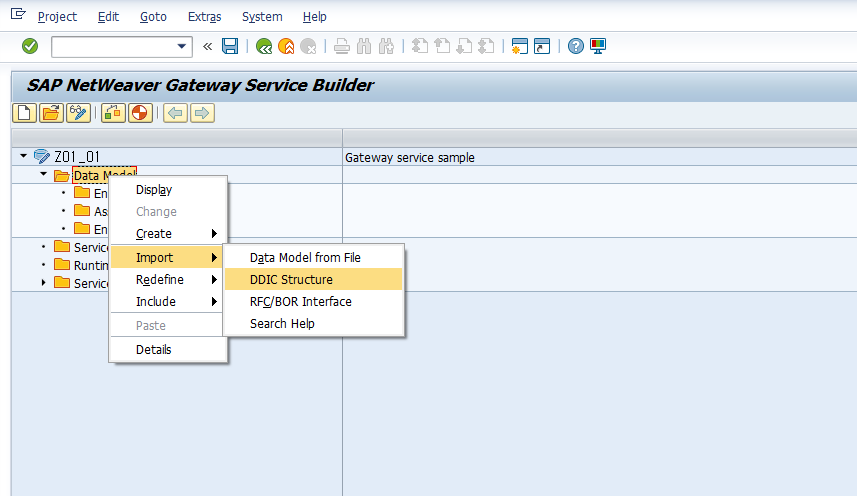 Project Edit Goto Extras System Help
SAP NetWeaver Gateway Service Builder
Z01_01 Gateway service sample
Data Model
Display
Change
Create
Import
Redefine
Include
Paste
Details
Data Model from File
DDIC Structure
RFC/BOR Interface
Search Help
En
As
En
Service
Runtin
Service